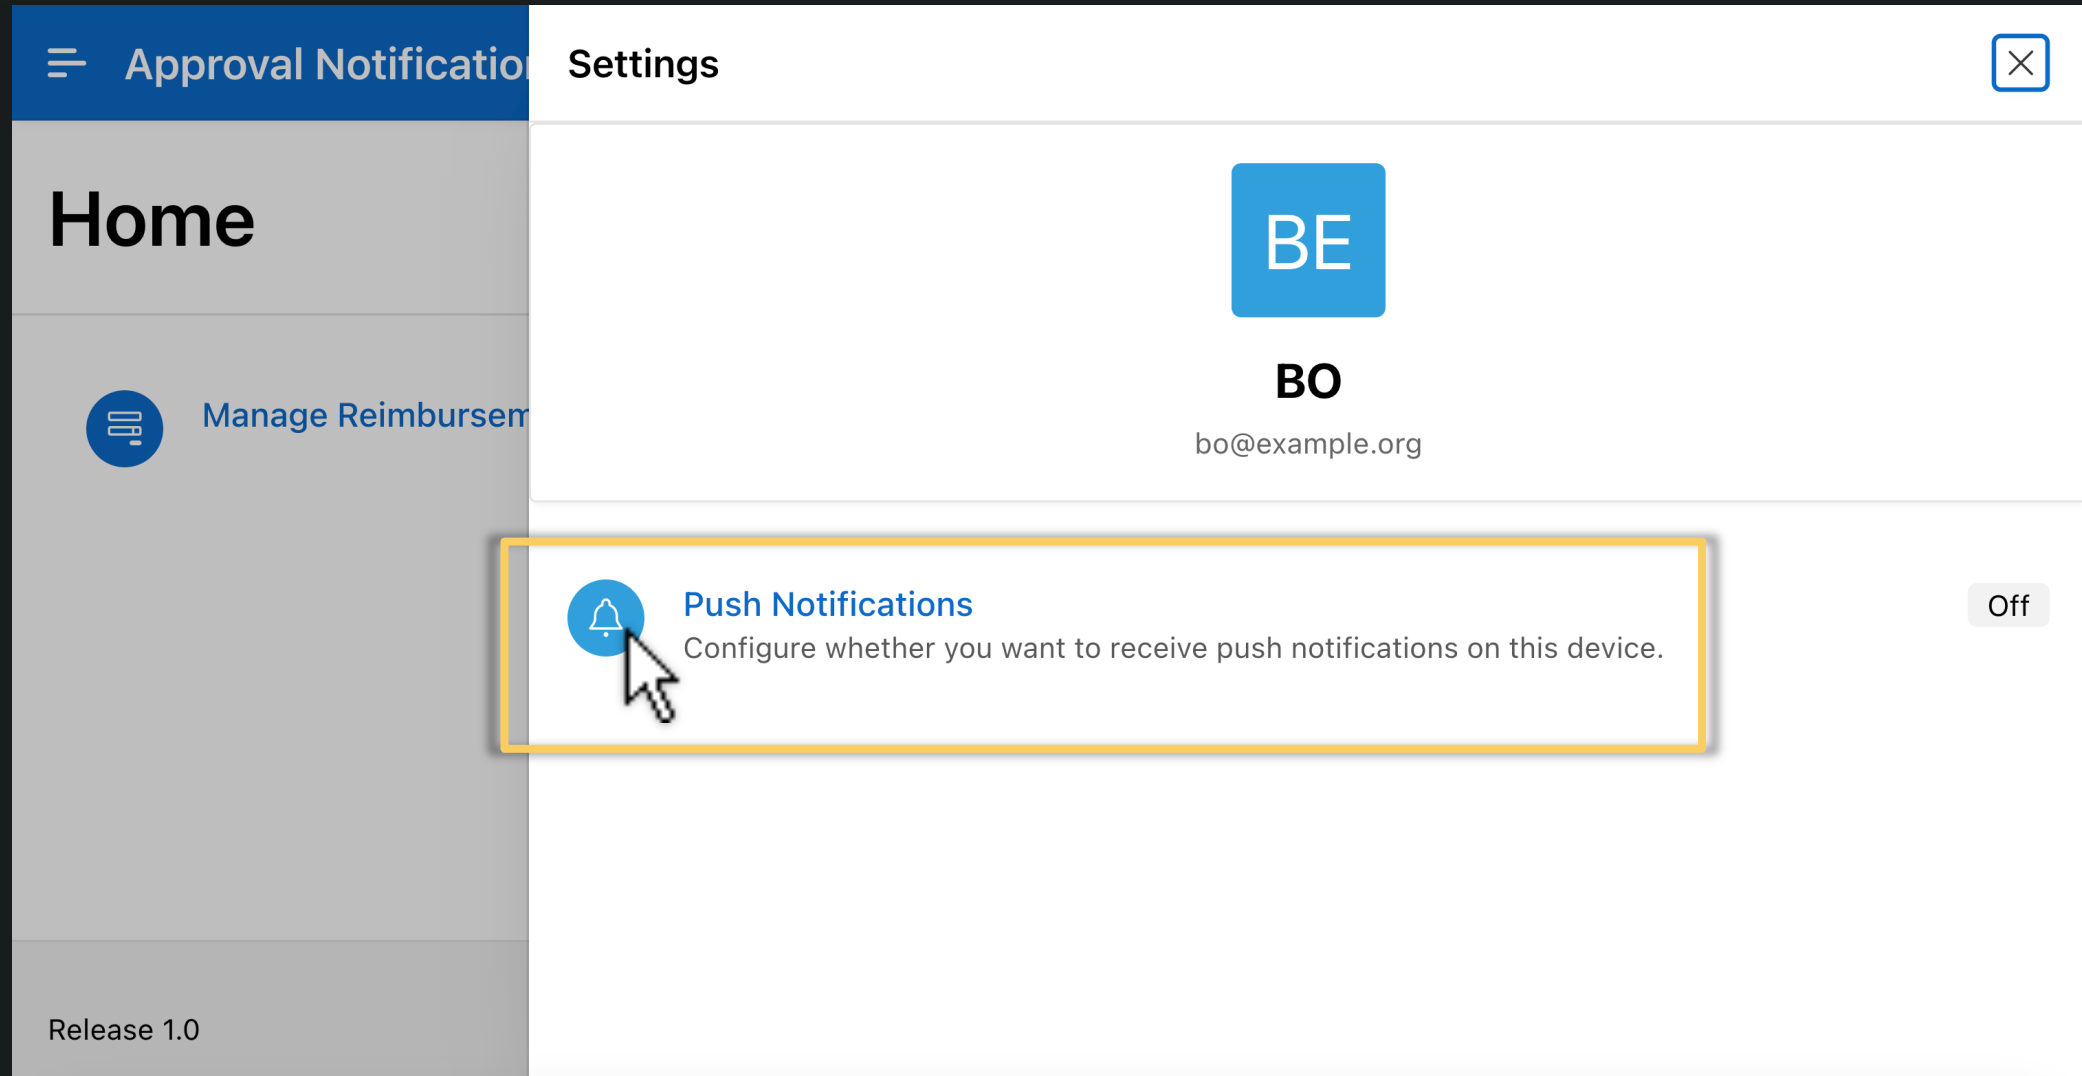 Approval Notification
Settings
Home
BE
BO
bo@example.org
Manage Reimbursem
Push Notifications
Off
Configure whether you want to receive push notifications on this device.
Release 1.0